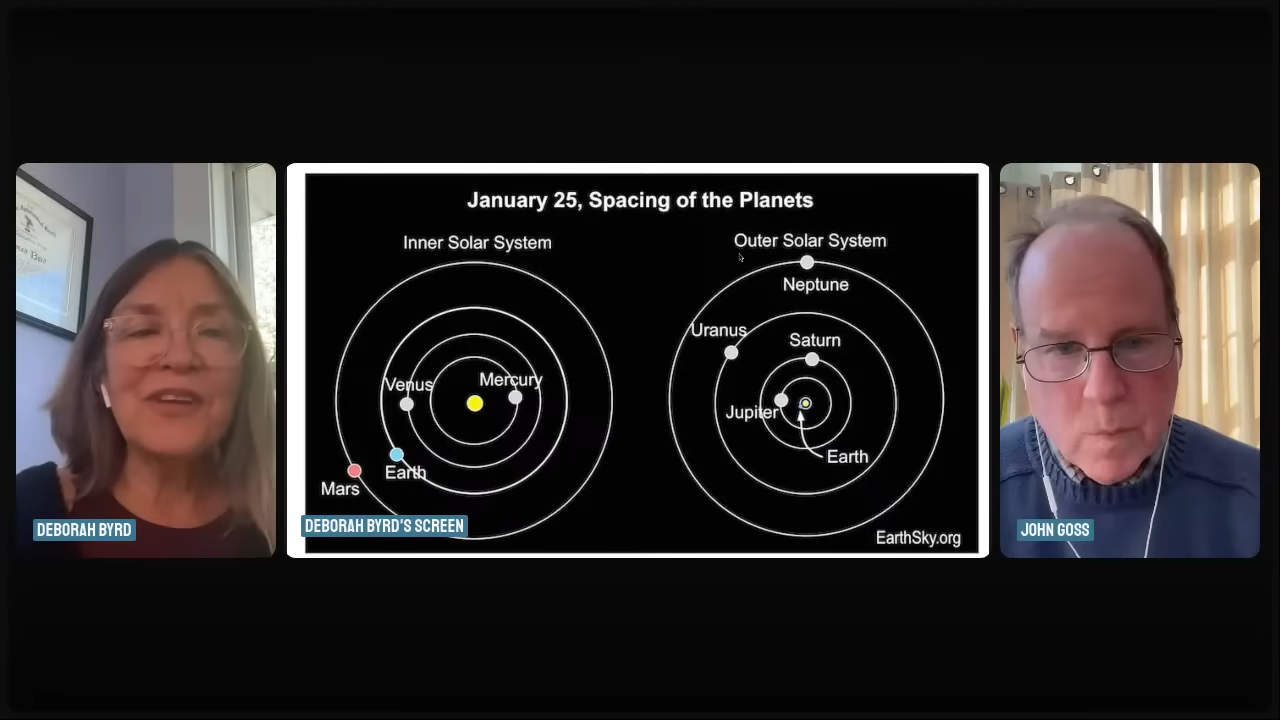 January 25, Spacing of the Planets
Inner Solar System
Outer Solar System
Neptune
Uranus
Saturn
Venus
Mercury
Jupiter
Earth
Earth
Mars
EarthSky.org
DEBORAH BYRD
DEBORAH BYRD'S SCREEN
JOHN GOSS